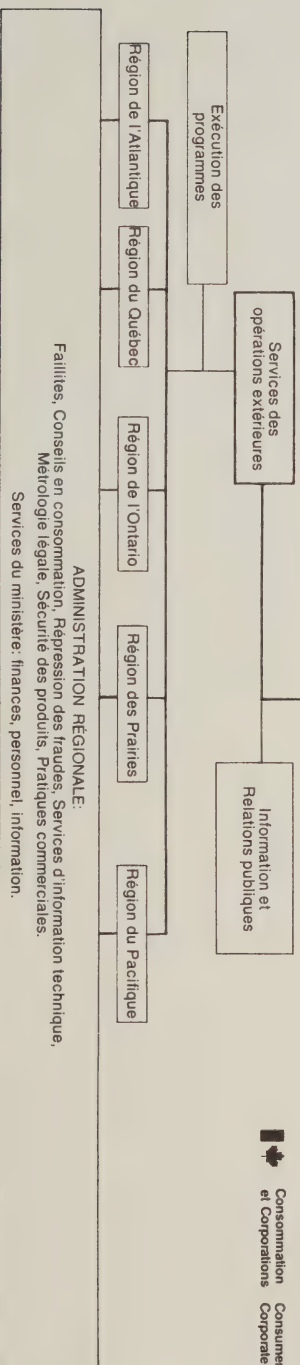 Consommation
et Corporations
Consumer
Corporate
Services des
opérations extérieures
Information et
Relations publiques
Exécution des
programmes
Région de l'Atlantique
Région du Québec
Région de l'Ontario
Région des Prairies
Région du Pacifique
ADMINISTRATION RÉGIONALE:
Faillites, Conseils en consommation, Répression des fraudes, Services d'information technique,
Métrologie légale, Sécurité des produits, Pratiques commerciales.
Services du ministère: finances, personnel, information.